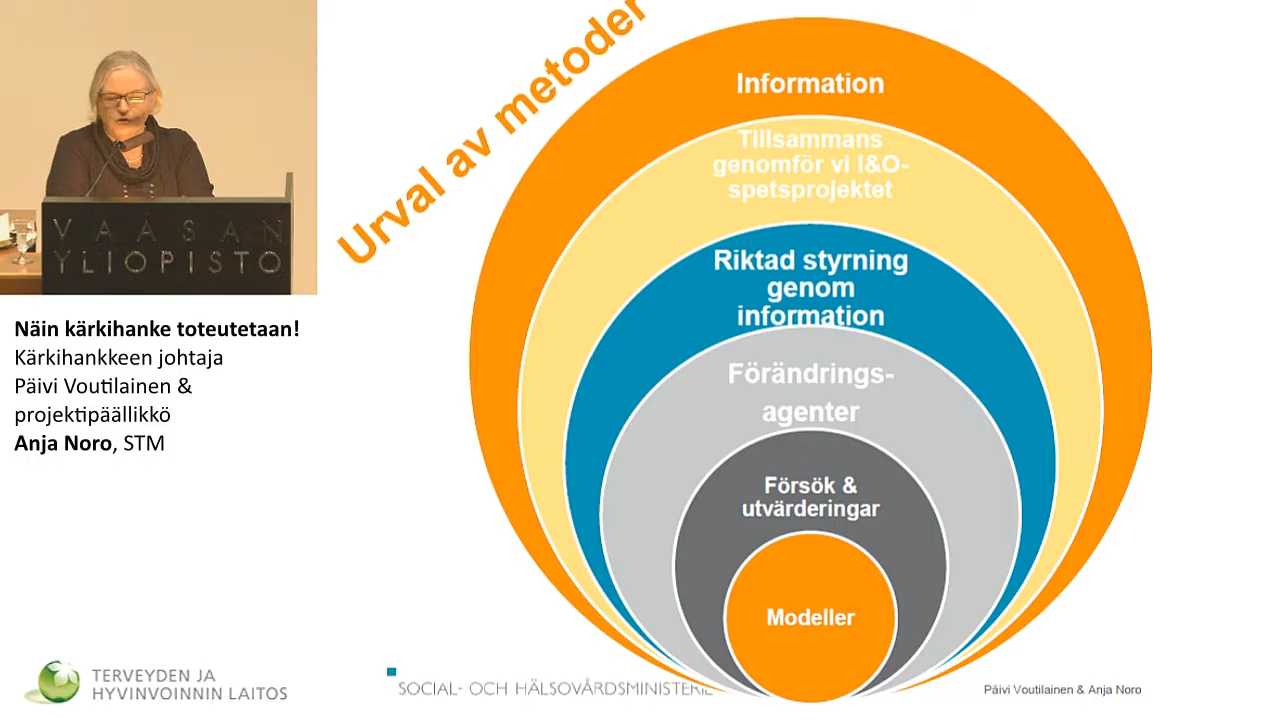 VAASAN
YLIOPISTO
Näin kärkihanke toteutetaan!
Kärkihankkeen johtaja
Päivi Voutilainen &
projektipäällikkö
Anja Noro, STM
TERVEYDEN JA
HYVINVOINNIN LAITOS
Urval av metoder
Information
Tillsammans
genomför vi I&O-
spetsprojektet
Riktad styrning
genom
information
Förändrings-
agenter
Försök &
utvärderingar
Modeller
SOCIAL- OCH HÄLSOVÅRDSMINISTERIE
Päivi Voutilainen & Anja Noro